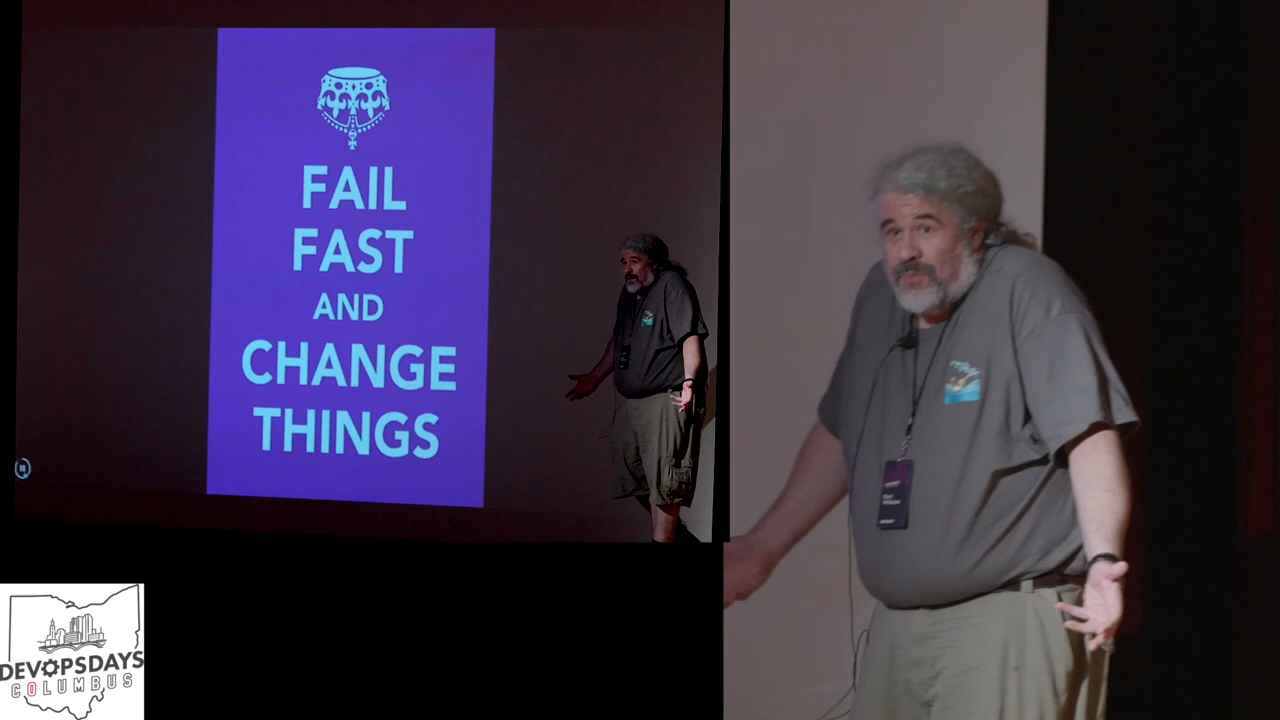 FAIL
FAST
AND
CHANGE
THINGS
DEVOPSDAYS
COLUMBUS